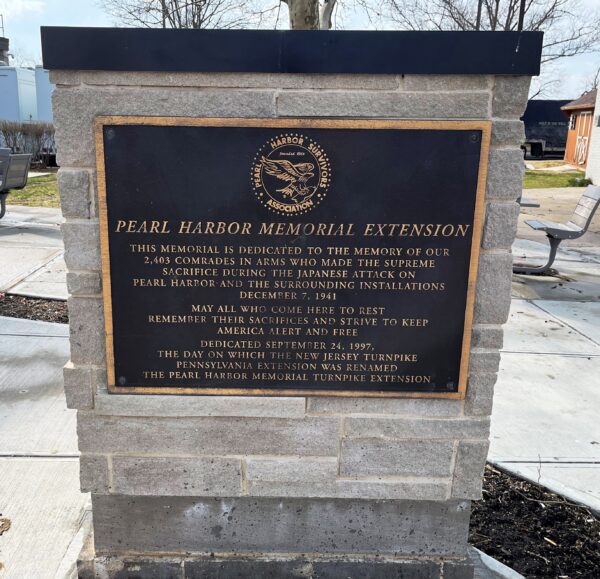 PEARL HARBOR SURVIVORS
ASSOCIATION
PEARL HARBOR MEMORIAL EXTENSION
THIS MEMORIAL IS DEDICATED TO THE MEMORY OF OUR
2,403 COMRADES IN ARMS WHO MADE THE SUPREME
SACRIFICE DURING THE JAPANESE ATTACK ON
PEARL HARBOR AND THE SURROUNDING INSTALLATIONS
DECEMBER 7, 1941
MAY ALL WHO COME HERE TO REST
REMEMBER THEIR SACRIFICES AND STRIVE TO KEEP
AMERICA ALERT AND FREE
DEDICATED SEPTEMBER 24, 1997,
THE DAY ON WHICH THE NEW JERSEY TURNPIKE
PENNSYLVANIA EXTENSION WAS RENAMED
THE PEARL HARBOR MEMORIAL TURNPIKE EXTENSION